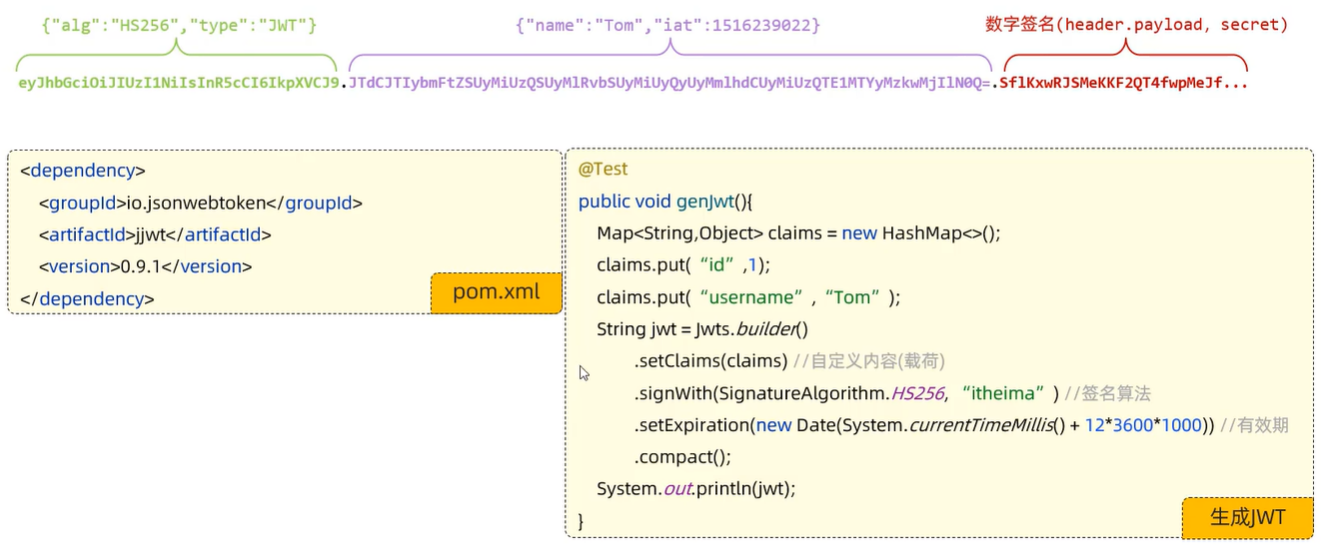 {"alg":"HS256","type":"JWT"}
{"name":"Tom","iat":1516239022}
数字签名(header.payload, secret)
eyJhbGciOiJIUzI1NiIsInR5cCI6IkpXVCJ9.JTdCJTIybmFtZSUyMiUzQSUyMlRvbSUyMiUyQyUyMmlhdCUyMiUzQTE1MTYyMzkwMjIlN0Q=.SflKxwRJSMeKKF2QT4fwpMeJf...
<dependency>
<groupId>io.jsonwebtoken</groupId>
<artifactId>jjwt</artifactId>
<version>0.9.1</version>
</dependency>
pom.xml
@Test
public void genJwt(){
Map<String,Object> claims = new HashMap<>();
claims.put( “id” ,1);
claims.put( “username” , “Tom” );
String jwt = Jwts.builder()
.setClaims(claims) //自定义内容(载荷)
.signWith(SignatureAlgorithm.HS256, “itheima” ) //签名算法
.setExpiration(new Date(System.currentTimeMillis() + 12*3600*1000)) //有效期
.compact();
System.out.println(jwt);
}
生成JWT